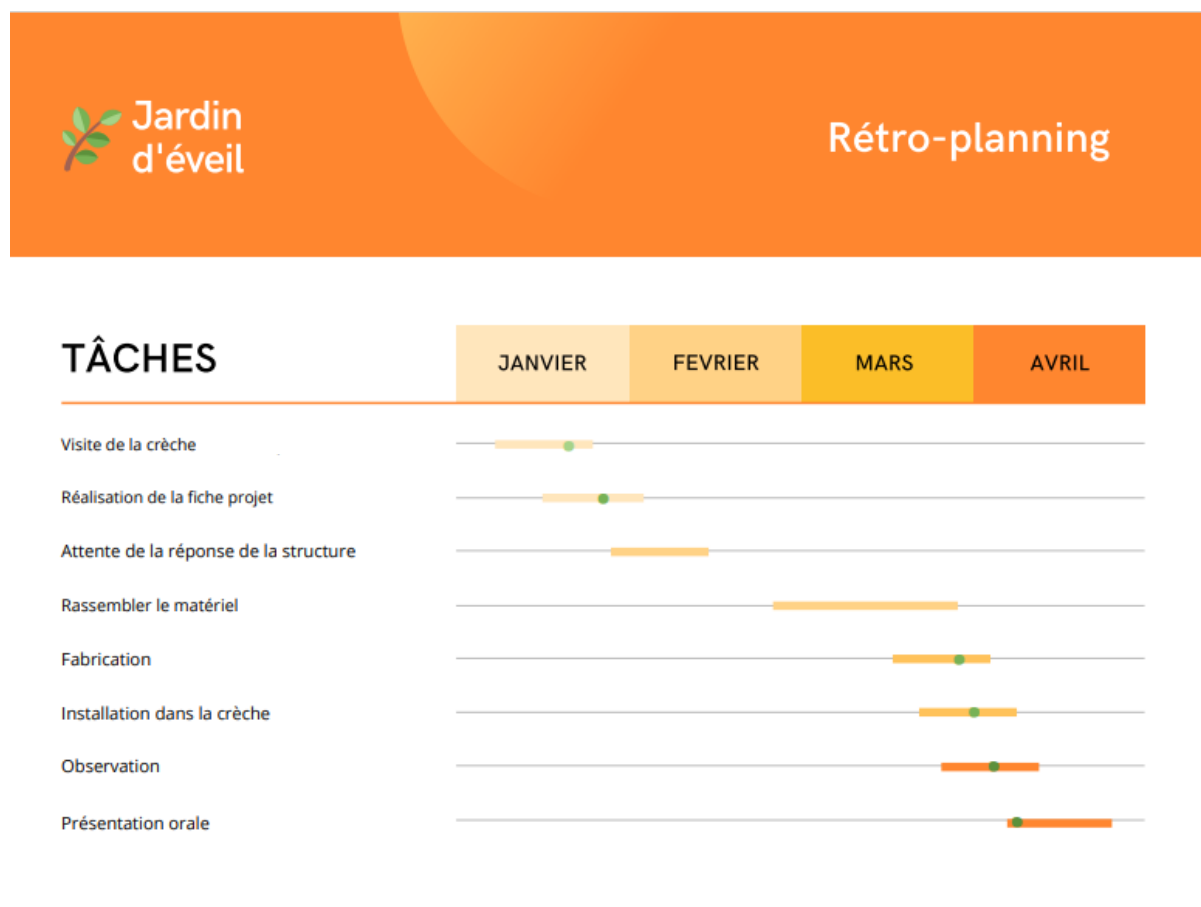 Jardin
d'éveil
Rétro-planning
TÂCHES
JANVIER FEVRIER MARS AVRIL
Visite de la crèche
Réalisation de la fiche projet
Attente de la réponse de la structure
Rassembler le matériel
Fabrication
Installation dans la crèche
Observation
Présentation orale